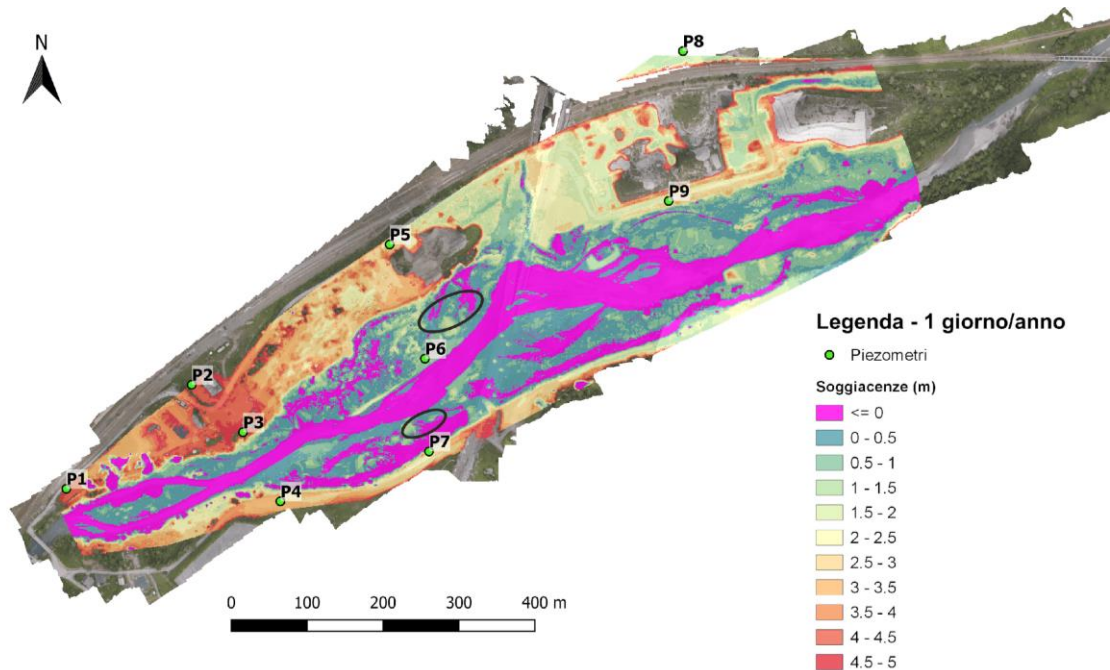 N
P8
P9
P5
P6
P2
P3
P7
P1
P4
Legenda - 1 giorno/anno
Piezometri
Soggiacenze (m)
<= 0
0 - 0.5
0.5 - 1
1 - 1.5
1.5 - 2
2 - 2.5
2.5 - 3
3 - 3.5
3.5 - 4
4 - 4.5
4.5 - 5
0 100 200 300 400 m